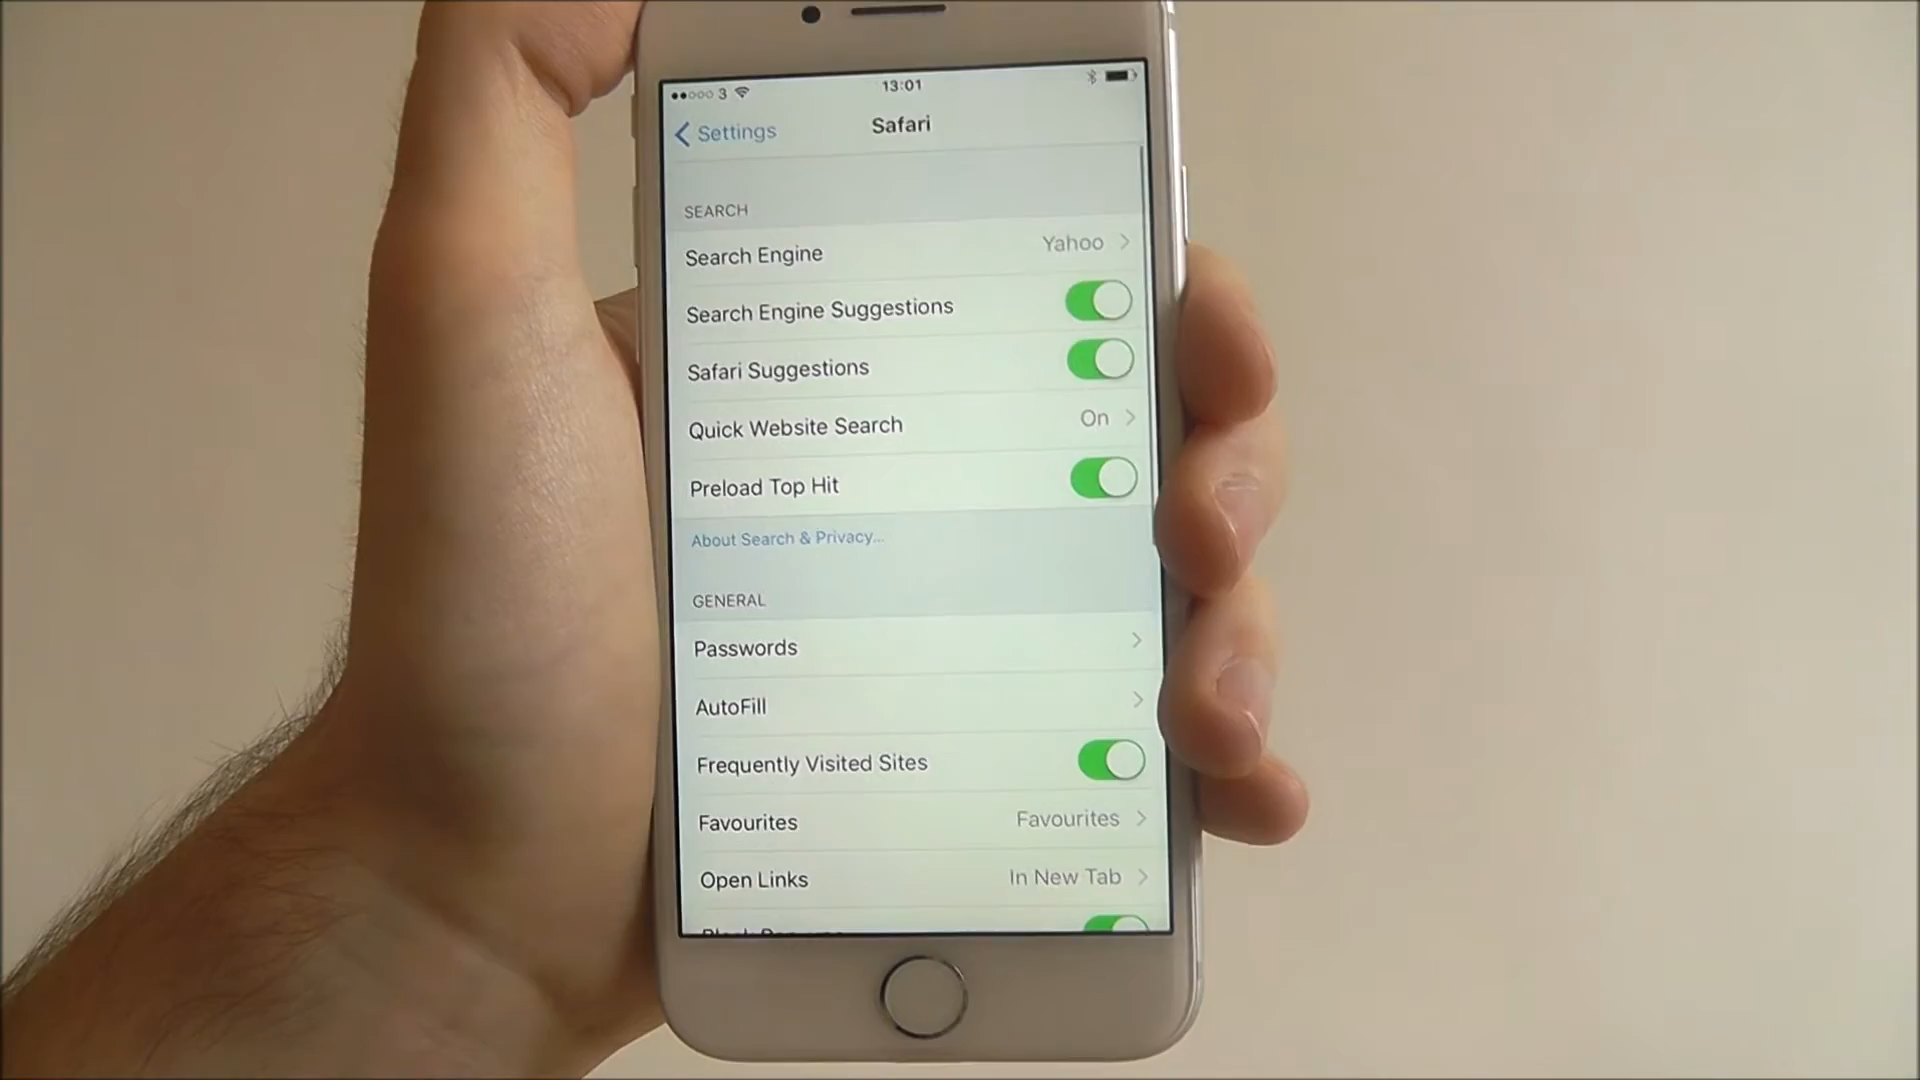 3 13:01
Settings Safari
SEARCH
Search Engine Yahoo
Search Engine Suggestions
Safari Suggestions
Quick Website Search On
Preload Top Hit
About Search & Privacy...
GENERAL
Passwords
AutoFill
Frequently Visited Sites
Favourites Favourites
Open Links In New Tab